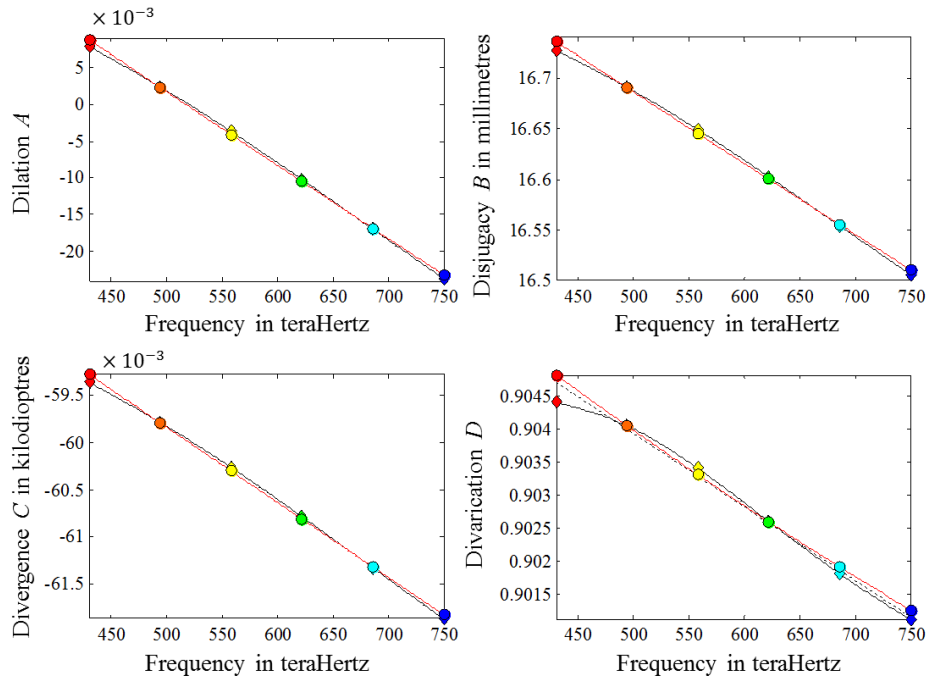 × 10⁻³
5
0
-5
-10
-15
-20
450 500 550 600 650 700 750
Frequency in teraHertz
Dilation A
16.7
16.65
16.6
16.55
16.5
450 500 550 600 650 700 750
Frequency in teraHertz
Disjugacy B in millimetres
× 10⁻³
-59.5
-60
-60.5
-61
-61.5
450 500 550 600 650 700 750
Frequency in teraHertz
Divergence C in kilodioptres
0.9045
0.904
0.9035
0.903
0.9025
0.902
0.9015
450 500 550 600 650 700 750
Frequency in teraHertz
Divarication D